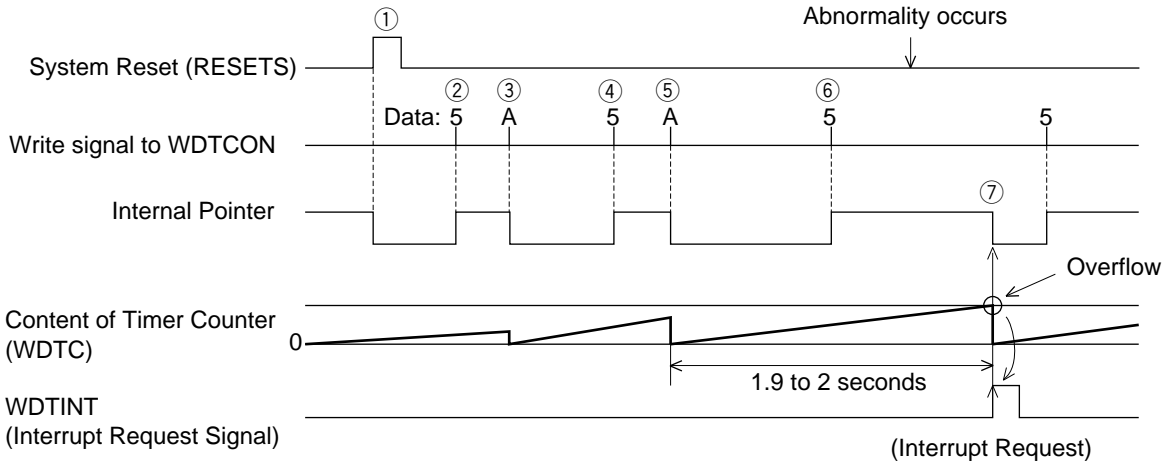 Abnormality occurs
①
System Reset (RESETS)
② ③ ④ ⑤ ⑥
Data: 5 A 5 A 5 5
Write signal to WDTCON
⑦
Internal Pointer
Overflow
Content of Timer Counter
(WDTC)
0
1.9 to 2 seconds
WDTINT
(Interrupt Request Signal)
(Interrupt Request)